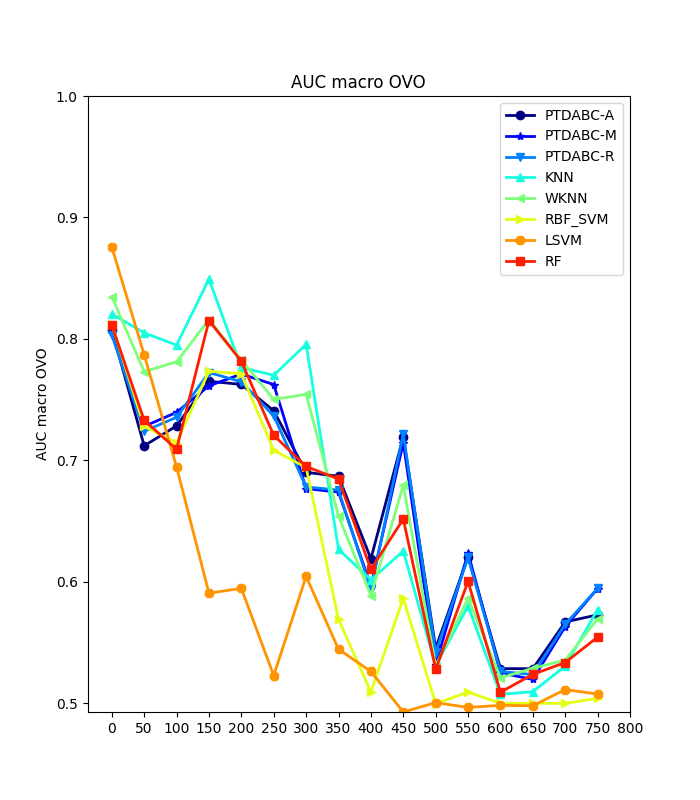 AUC macro OVO
1.0
0.9
0.8
0.7
0.6
0.5
AUC macro OVO
PTDABC-A
PTDABC-M
PTDABC-R
KNN
WKNN
RBF_SVM
LSVM
RF
0 50 100 150 200 250 300 350 400 450 500 550 600 650 700 750 800